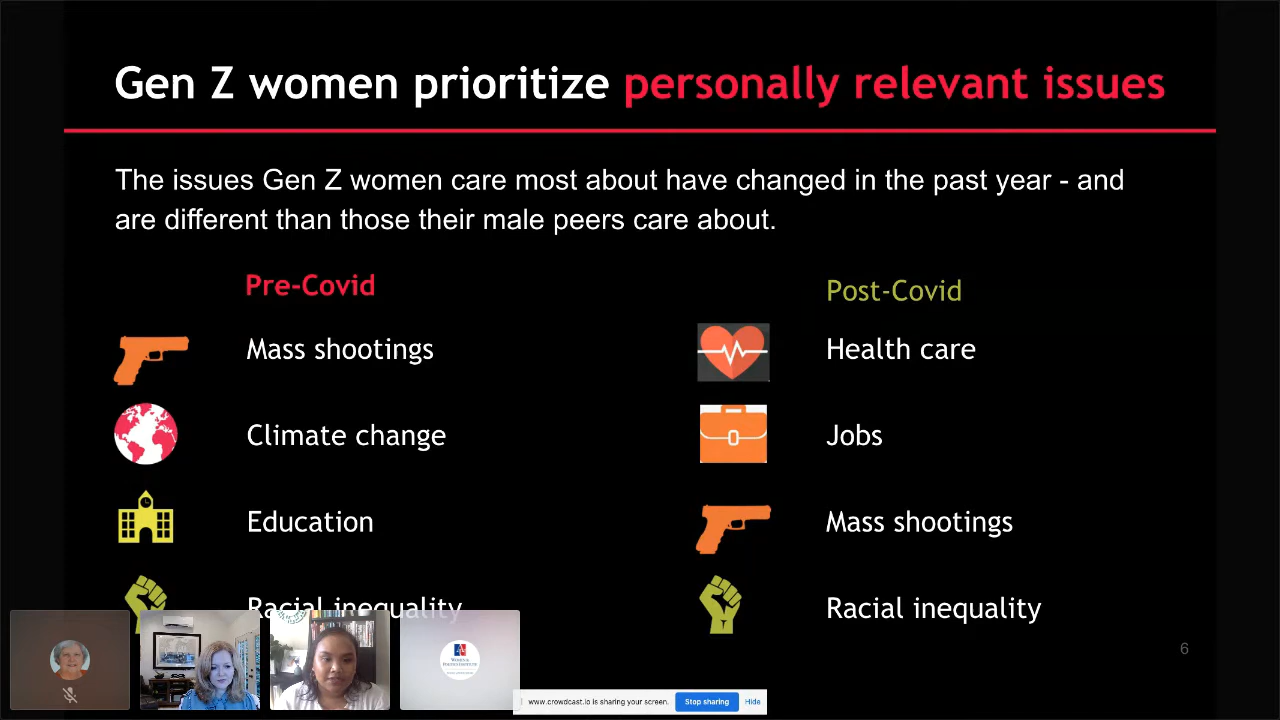 Gen Z women prioritize personally relevant issues
The issues Gen Z women care most about have changed in the past year - and
are different than those their male peers care about.
Pre-Covid
Post-Covid
Mass shootings
Health care
Climate change
Jobs
Education
Mass shootings
Racial inequality
Racial inequality
6
WOMEN &
POLITICS INSTITUTE
www.crowdcast.io is sharing your screen.
Stop sharing
Hide